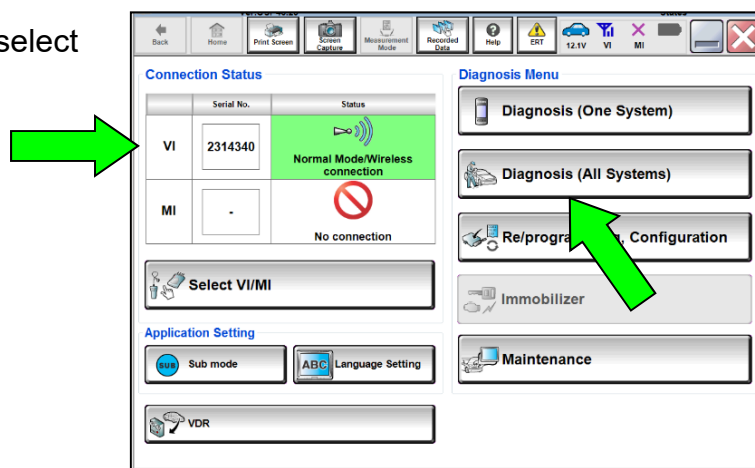 select
Back
Home
Print Screen
Screen Capture
Measurement Mode
Recorded Data
Help
ERT
12.1V
VI
MI
Connection Status
Serial No.
Status
VI
2314340
Normal Mode/Wireless
connection
MI
-
No connection
Select VI/MI
Application Setting
SUB
Sub mode
ABC
Language Setting
VDR
Diagnosis Menu
Diagnosis (One System)
Diagnosis (All Systems)
Configuration
Immobilizer
Maintenance